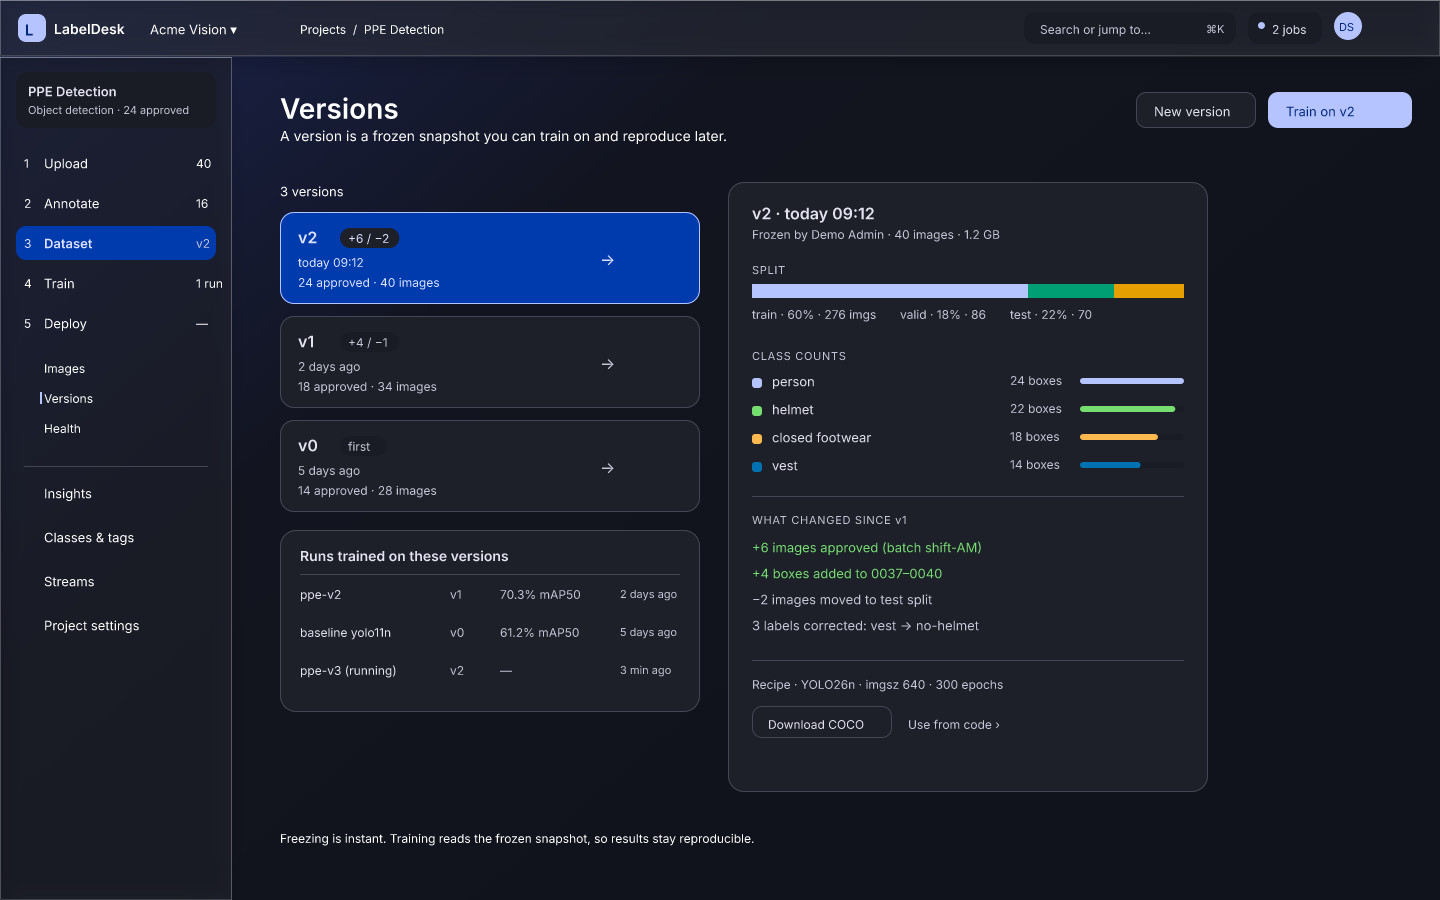 L LabelDesk Acme Vision ▾ Projects / PPE Detection Search or jump to... ⌘K 2 jobs DS
PPE Detection
Object detection · 24 approved
1 Upload 40
2 Annotate 16
3 Dataset v2
4 Train 1 run
5 Deploy —
Images
Versions
Health
Insights
Classes & tags
Streams
Project settings
Versions
A version is a frozen snapshot you can train on and reproduce later.
New version
Train on v2
3 versions
v2 +6 / −2
today 09:12 →
24 approved · 40 images
v1 +4 / −1
2 days ago →
18 approved · 34 images
v0 first
5 days ago →
14 approved · 28 images
Runs trained on these versions
ppe-v2 v1 70.3% mAP50 2 days ago
baseline yolo11n v0 61.2% mAP50 5 days ago
ppe-v3 (running) v2 — 3 min ago
v2 · today 09:12
Frozen by Demo Admin · 40 images · 1.2 GB
SPLIT
train · 60% · 276 imgs valid · 18% · 86 test · 22% · 70
CLASS COUNTS
person 24 boxes
helmet 22 boxes
closed footwear 18 boxes
vest 14 boxes
WHAT CHANGED SINCE v1
+6 images approved (batch shift-AM)
+4 boxes added to 0037–0040
−2 images moved to test split
3 labels corrected: vest → no-helmet
Recipe · YOLO26n · imgsz 640 · 300 epochs
Download COCO Use from code ›
Freezing is instant. Training reads the frozen snapshot, so results stay reproducible.